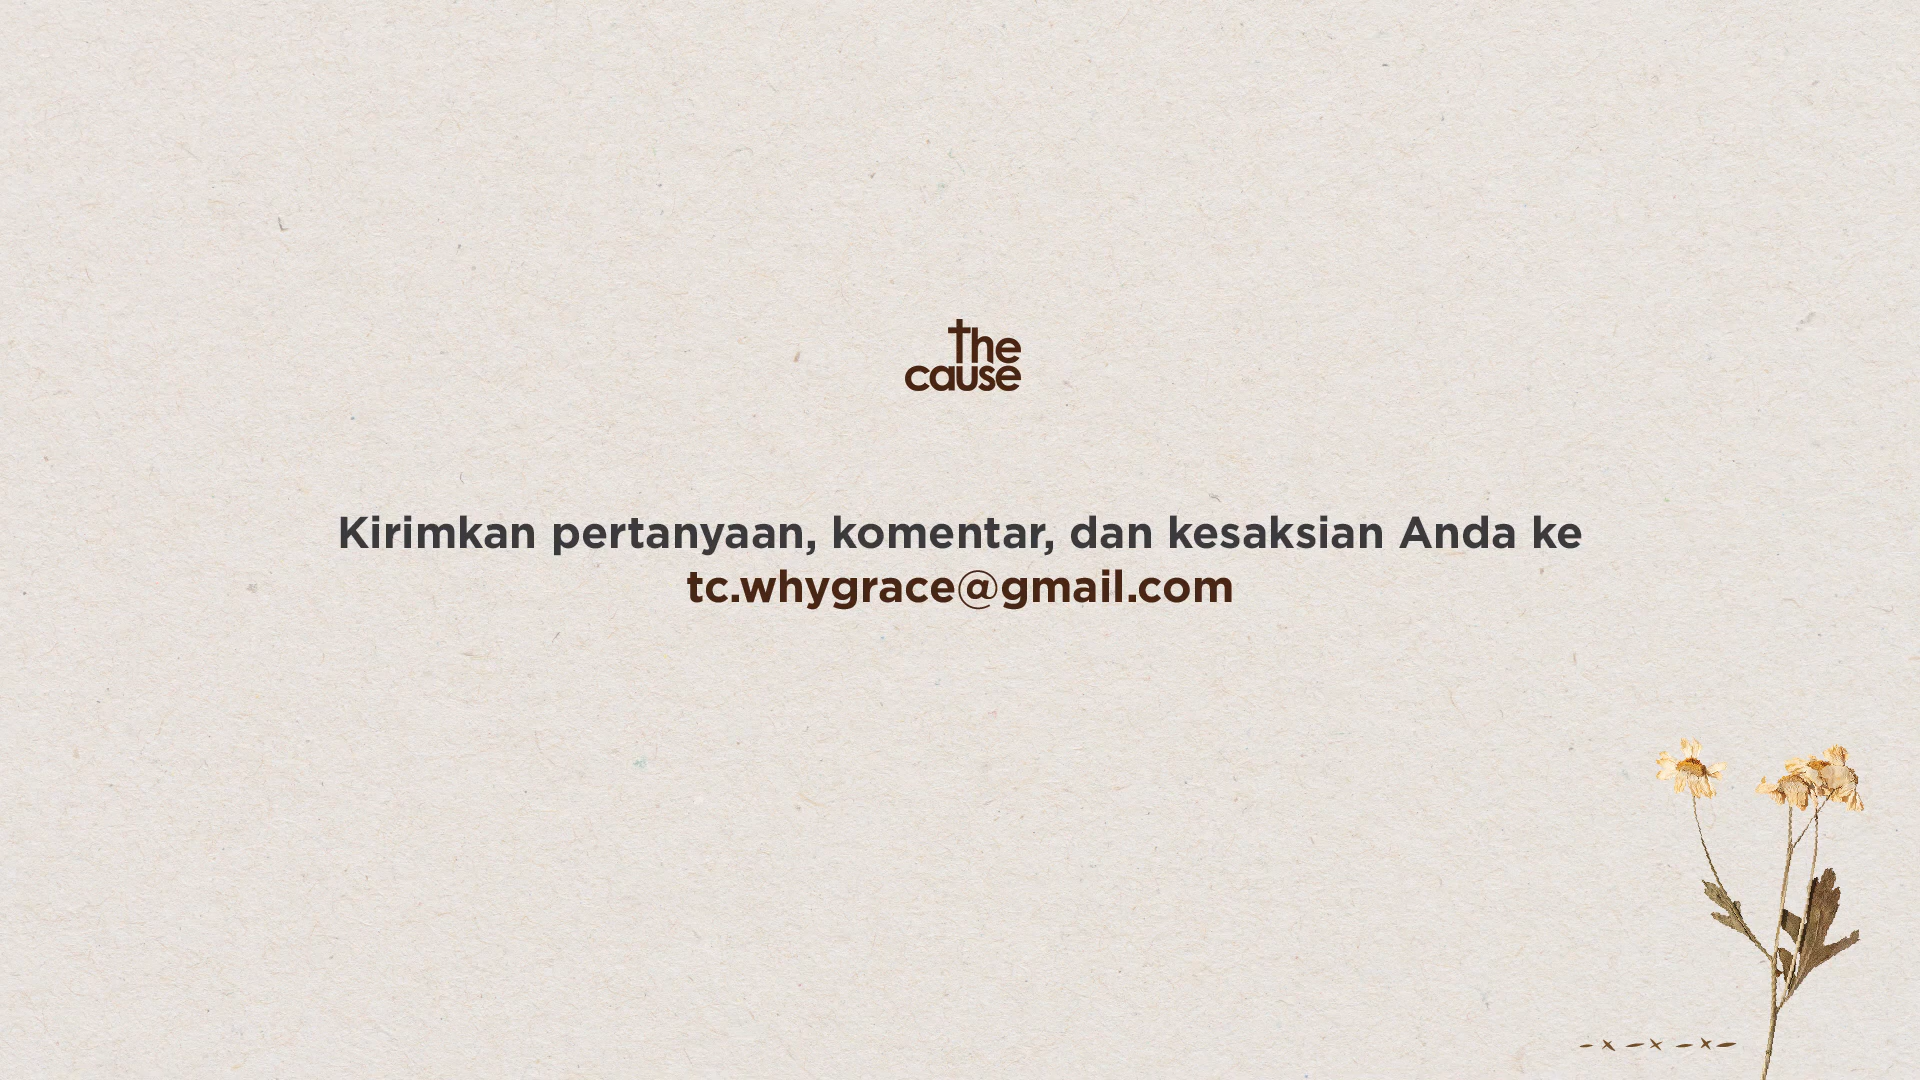 the
cause
Kirimkan pertanyaan, komentar, dan kesaksian Anda ke
tc.whygrace@gmail.com